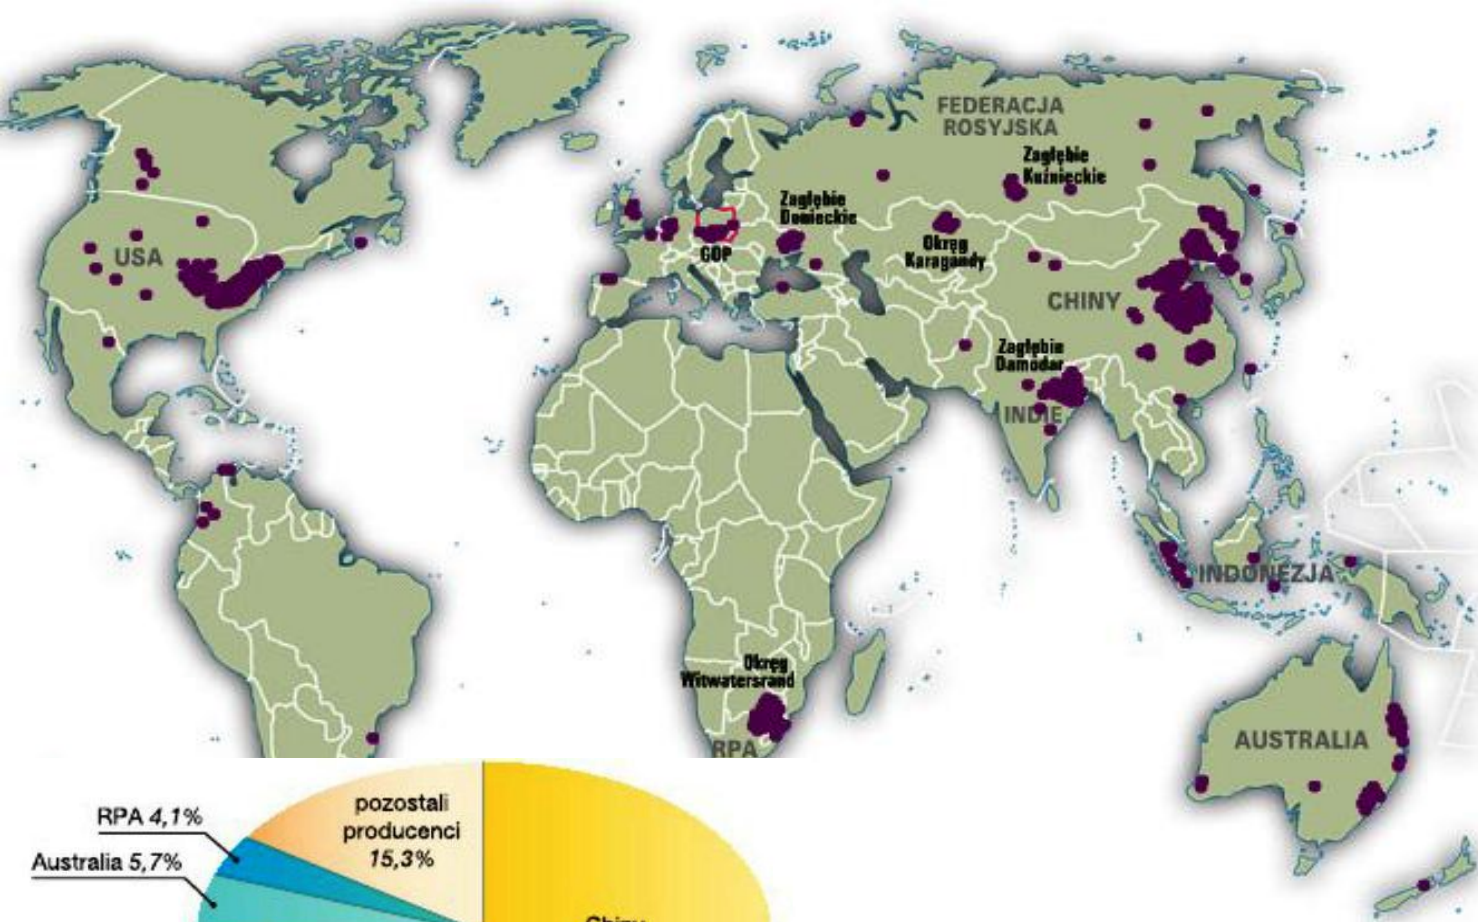 FEDERACJA
ROSYJSKA
Zagłębie
Kuźnieckie
Zagłębie
Donieckie
USA
GOP
Okręg
Karagandy
CHINY
Zagłębie
Damodar
INDIE
INDONEZJA
Okręg
Witwatersrand
RPA
AUSTRALIA
pozostali
producenci
15,3%
RPA 4,1%
Australia 5,7%
Chiny